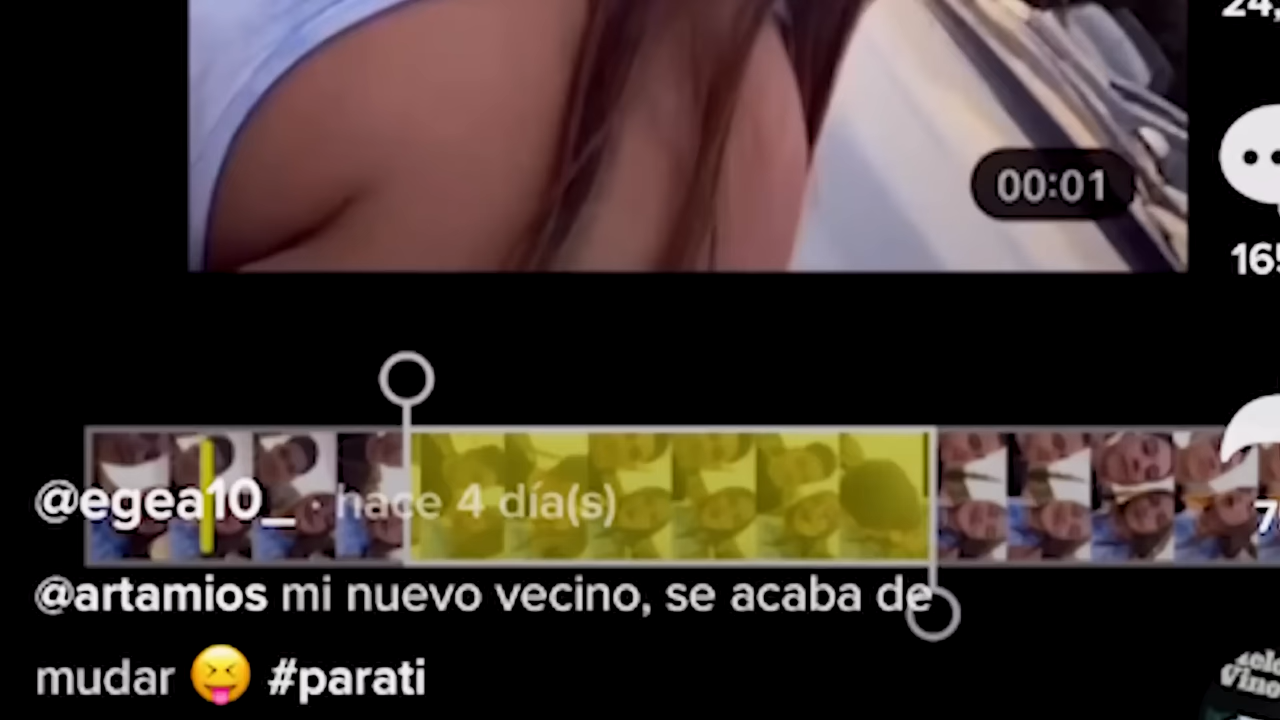 00:01
@egea10_ · hace 4 día(s)
@artamios mi nuevo vecino, se acaba de
mudar 😝 #parati